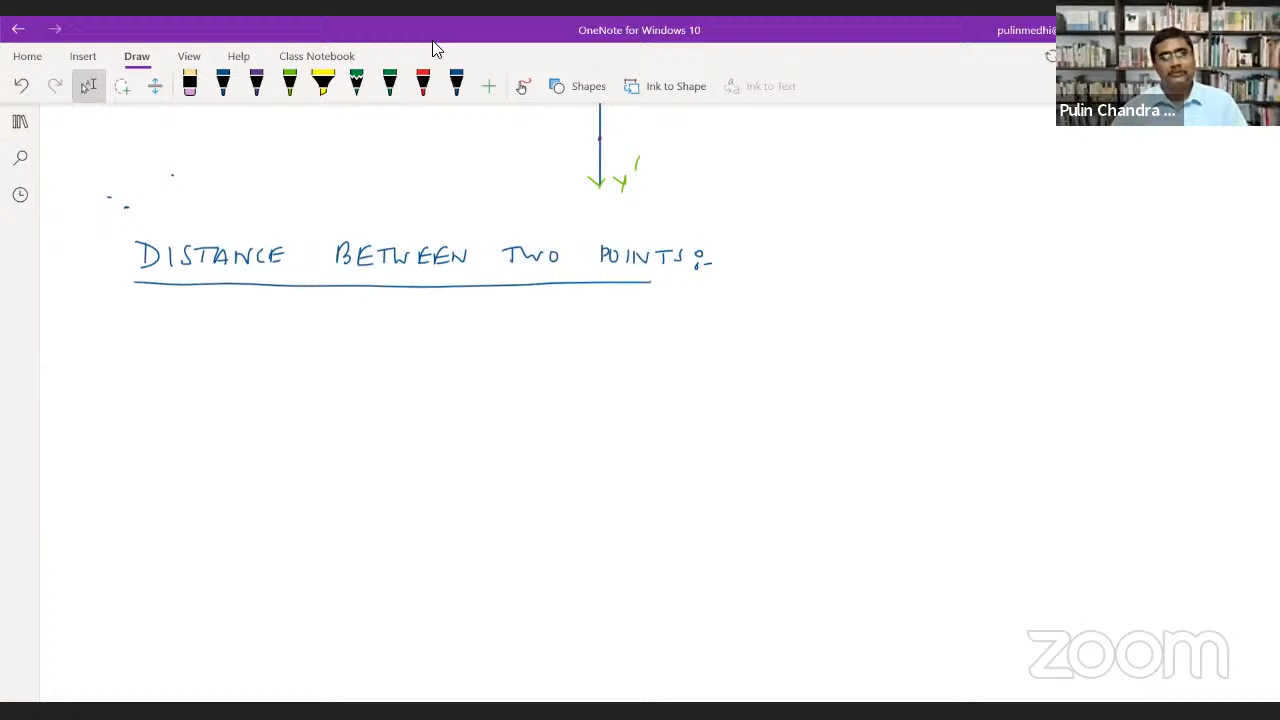 OneNote for Windows 10
pulinmedhi@
Home Insert Draw View Help Class Notebook
Shapes Ink to Shape Ink to Text
Pulin Chandra ...
Y'
DISTANCE BETWEEN TWO POINTS :-
zoom